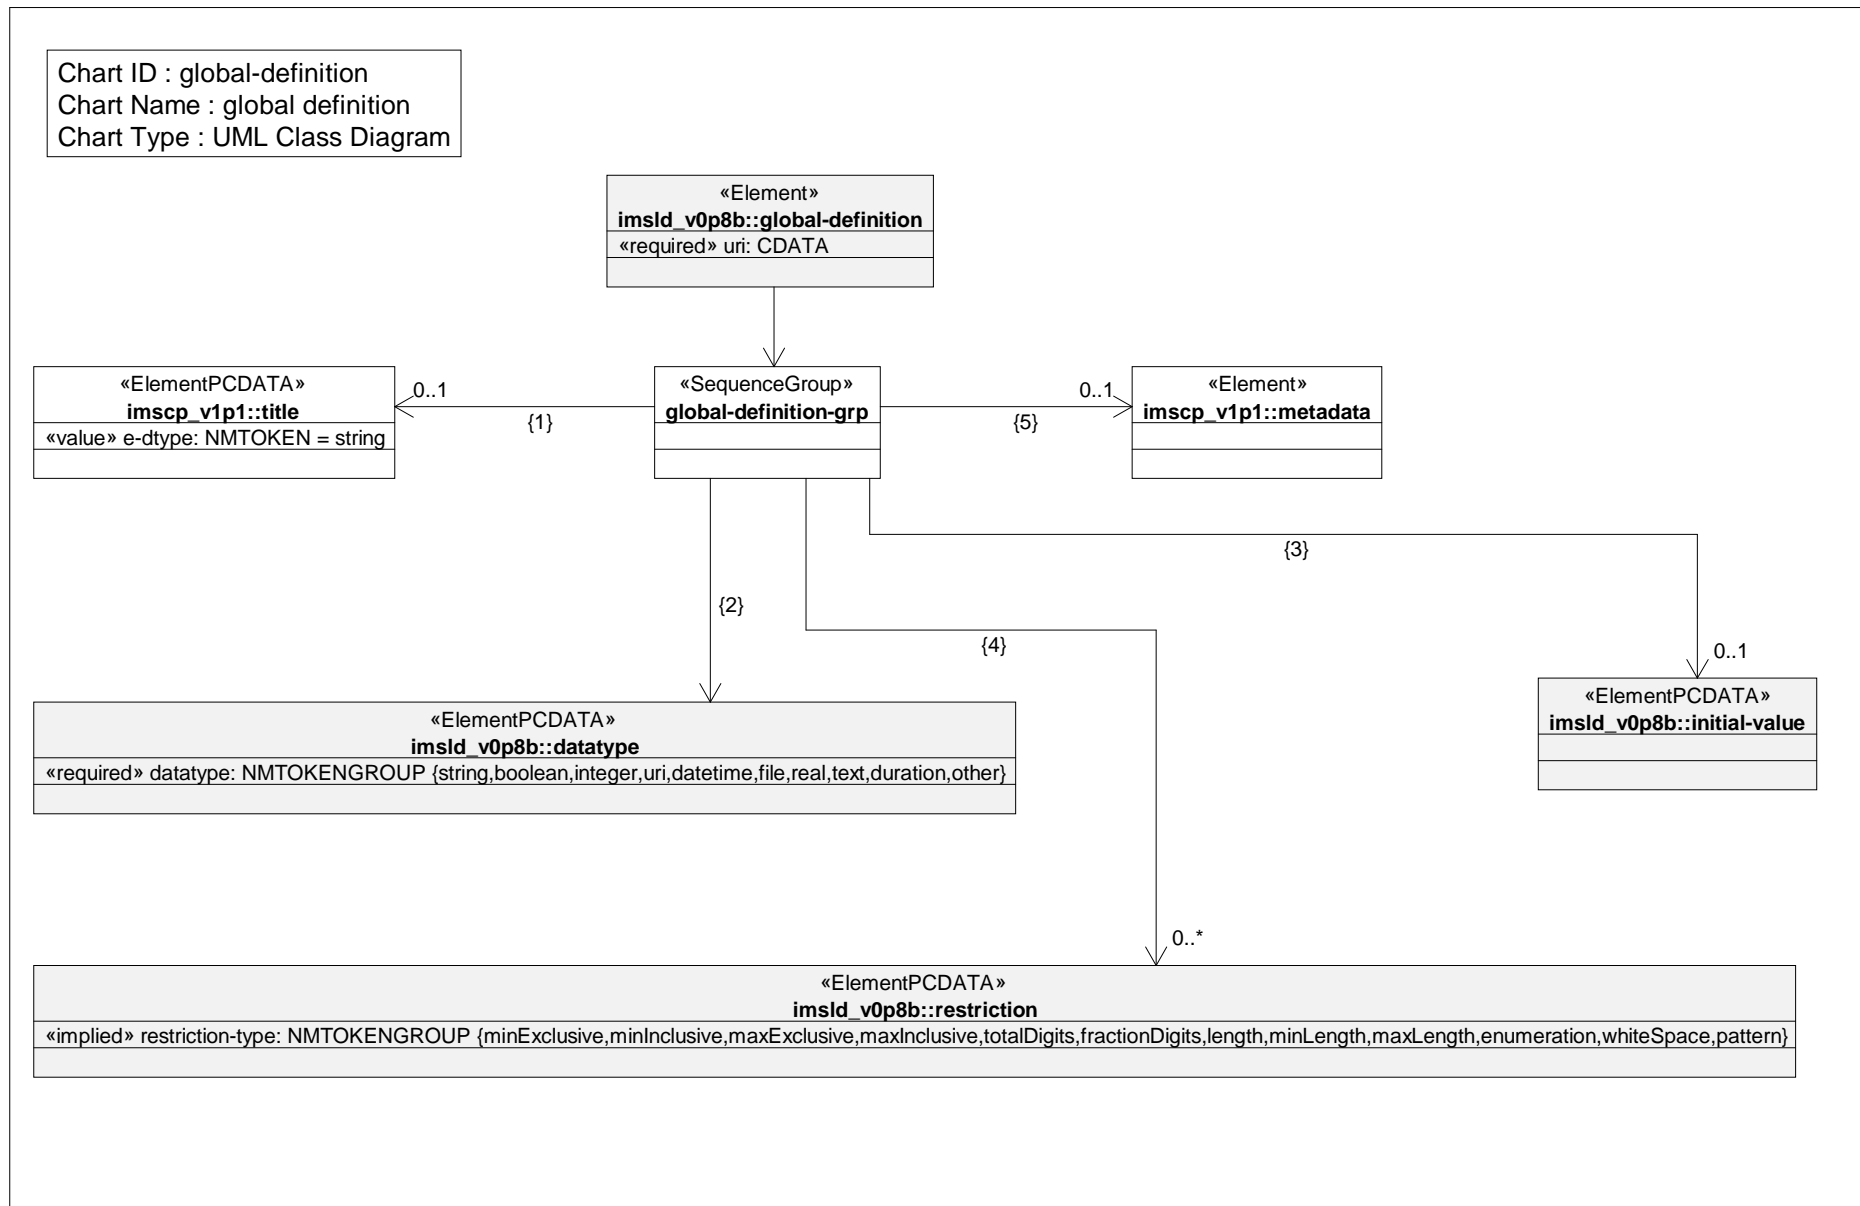 Chart ID : global-definition
Chart Name : global definition
Chart Type : UML Class Diagram
«Element»
imsld_v0p8b::global-definition
«required» uri: CDATA
«ElementPCDATA»
imscp_v1p1::title
«value» e-dtype: NMTOKEN = string
0..1
{1}
«SequenceGroup»
global-definition-grp
0..1
{5}
«Element»
imscp_v1p1::metadata
{3}
{2}
{4}
0..1
«ElementPCDATA»
imsld_v0p8b::initial-value
«ElementPCDATA»
imsld_v0p8b::datatype
«required» datatype: NMTOKENGROUP {string,boolean,integer,uri,datetime,file,real,text,duration,other}
0..*
«ElementPCDATA»
imsld_v0p8b::restriction
«implied» restriction-type: NMTOKENGROUP {minExclusive,minInclusive,maxExclusive,maxInclusive,totalDigits,fractionDigits,length,minLength,maxLength,enumeration,whiteSpace,pattern}